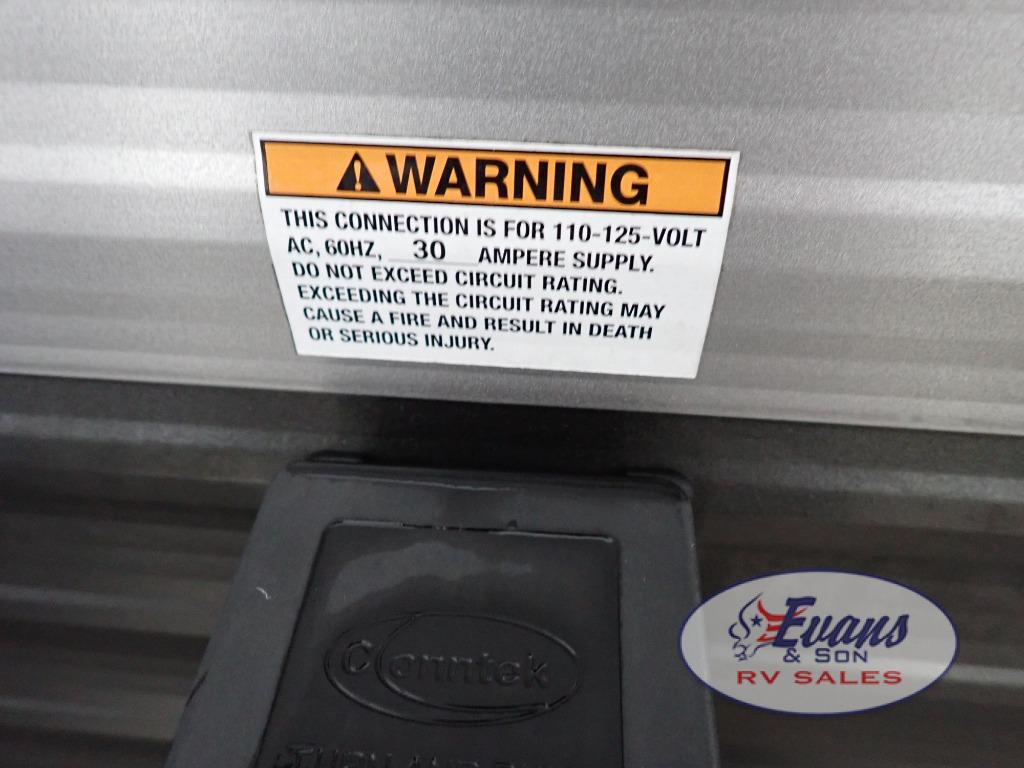 WARNING
THIS CONNECTION IS FOR 110-125-VOLT
AC, 60HZ, 30 AMPERE SUPPLY.
DO NOT EXCEED CIRCUIT RATING.
EXCEEDING THE CIRCUIT RATING MAY
CAUSE A FIRE AND RESULT IN DEATH
OR SERIOUS INJURY.
Conntek
Evans
& SON
RV SALES